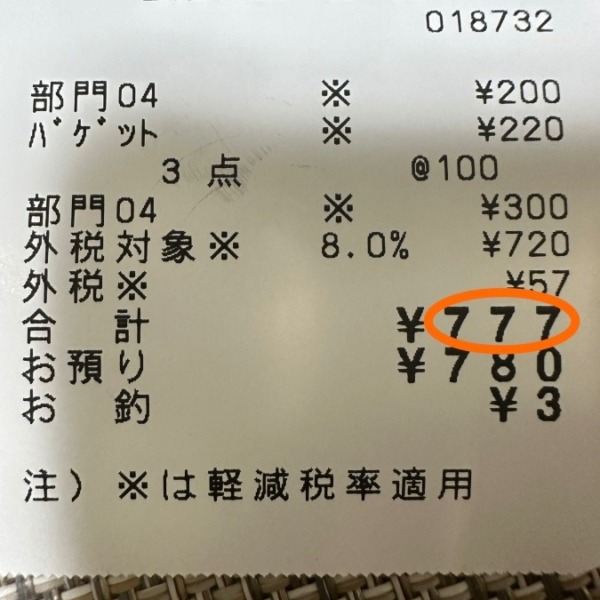 018732
部門04 ※ ¥200
ﾊﾞｹﾞｯﾄ ※ ¥220
3 点 @100
部門04 ※ ¥300
外税対象※ 8.0% ¥720
外税※ ¥57
合 計 ¥777
お預り ¥780
お 釣 ¥3
注)※は軽減税率適用